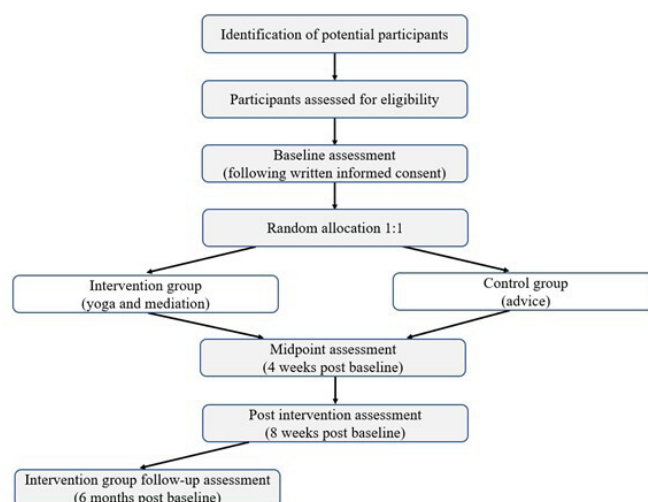 Identification of potential participants
Participants assessed for eligibility
Baseline assessment
(following written informed consent)
Random allocation 1:1
Intervention group
(yoga and mediation)
Control group
(advice)
Midpoint assessment
(4 weeks post baseline)
Post intervention assessment
(8 weeks post baseline)
Intervention group follow-up assessment
(6 months post baseline)